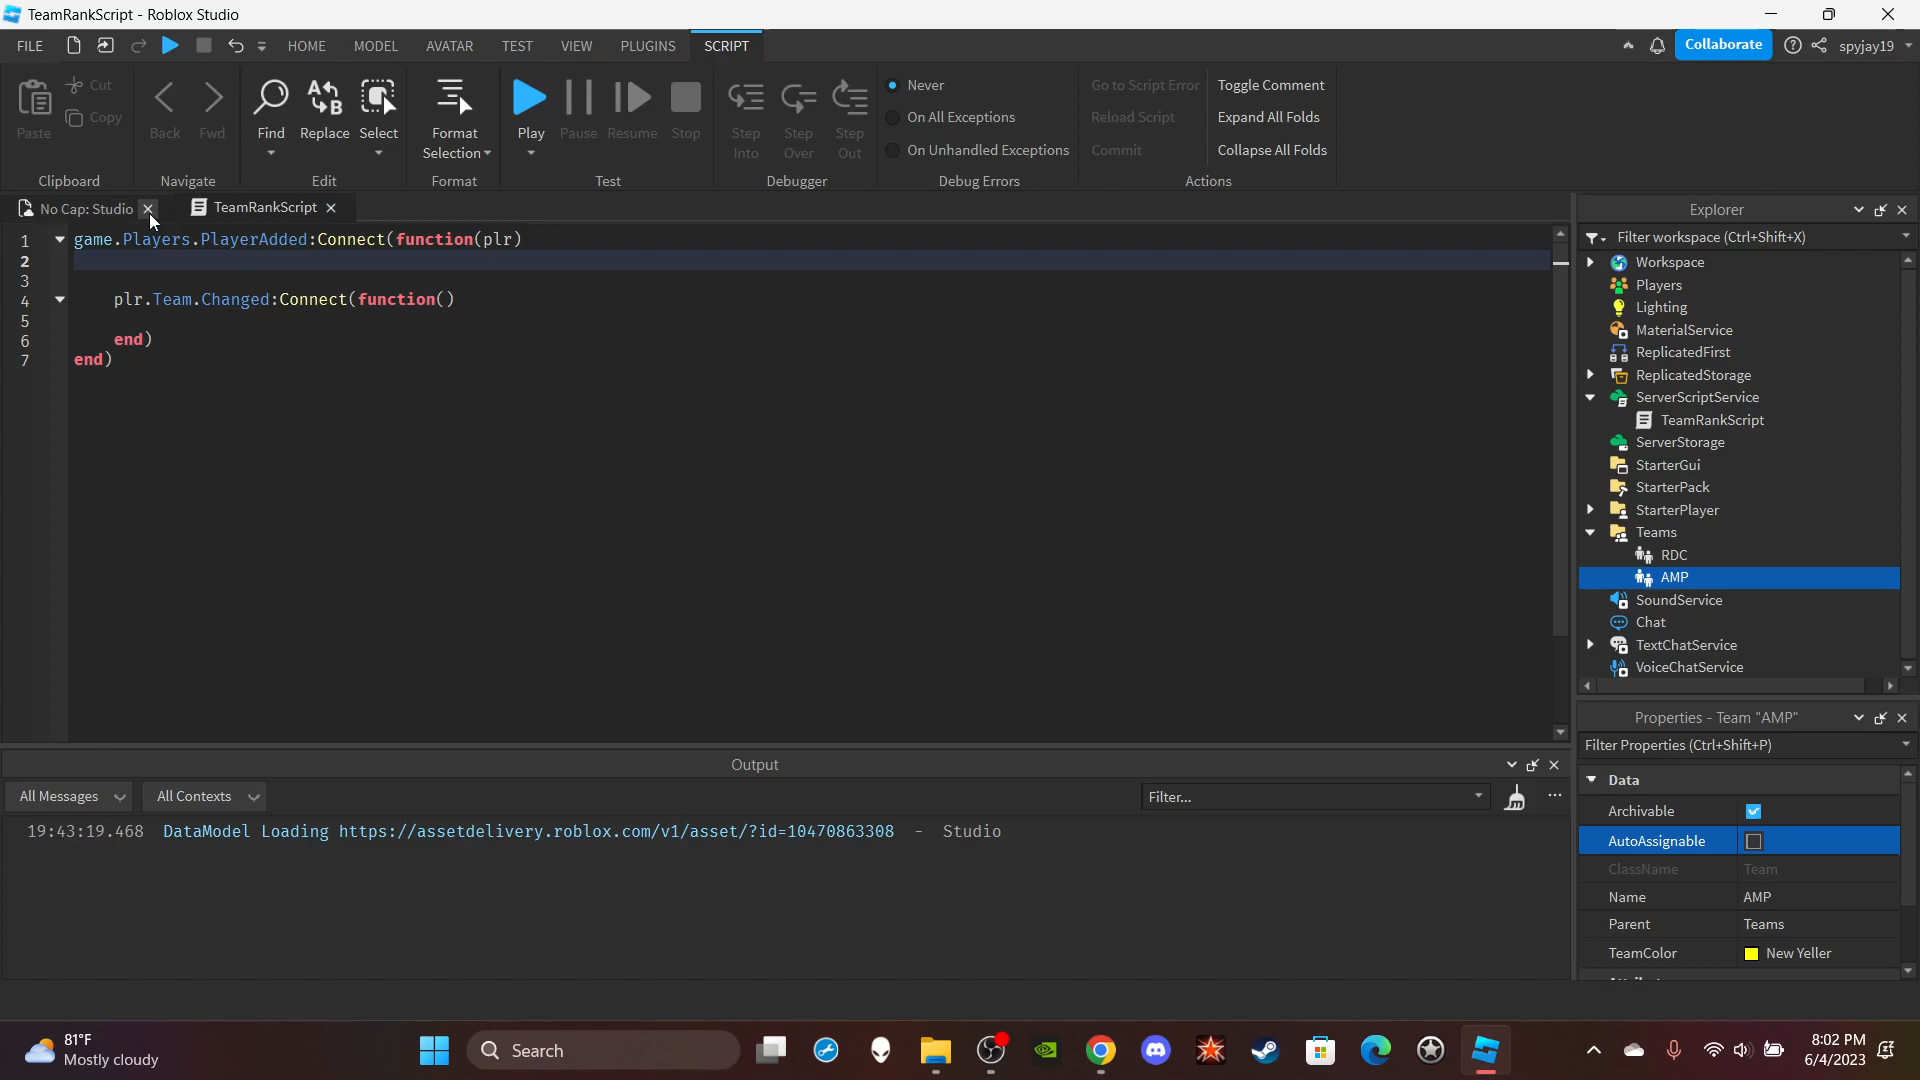 TeamRankScript - Roblox Studio
FILE HOME MODEL AVATAR TEST VIEW PLUGINS SCRIPT Collaborate spyjay19
Paste Cut Copy Clipboard
Back Fwd Navigate
Find Replace Select Edit
Format Selection Format
Play Pause Resume Stop Test
Step Into Step Over Step Out Debugger
Never
On All Exceptions
On Unhandled Exceptions
Debug Errors
Go to Script Error Toggle Comment
Reload Script Expand All Folds
Commit Collapse All Folds
Actions
No Cap: Studio TeamRankScript
1 game.Players.PlayerAdded:Connect(function(plr)
2
3
4 plr.Team.Changed:Connect(function()
5
6 end)
7 end)
Explorer
Filter workspace (Ctrl+Shift+X)
Workspace
Players
Lighting
MaterialService
ReplicatedFirst
ReplicatedStorage
ServerScriptService
TeamRankScript
ServerStorage
StarterGui
StarterPack
StarterPlayer
Teams
RDC
AMP
SoundService
Chat
TextChatService
VoiceChatService
Properties - Team "AMP"
Filter Properties (Ctrl+Shift+P)
Data
Archivable
AutoAssignable
ClassName Team
Name AMP
Parent Teams
TeamColor New Yeller
Output
All Messages All Contexts Filter...
19:43:19.468 DataModel Loading https://assetdelivery.roblox.com/v1/asset/?id=10470863308 - Studio
81°F
Mostly cloudy
Search
8:02 PM
6/4/2023